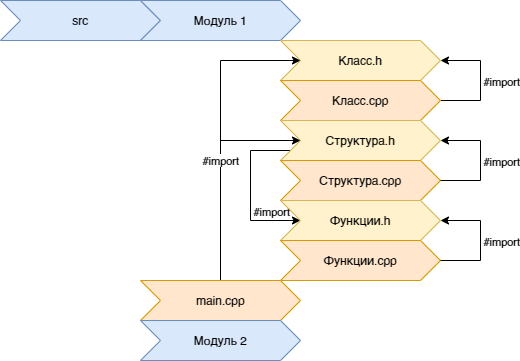 src
Модуль 1
Класс.h
#import
Класс.cpp
Структура.h
#import
#import
Структура.cpp
#import
Функции.h
#import
Функции.cpp
main.cpp
Модуль 2